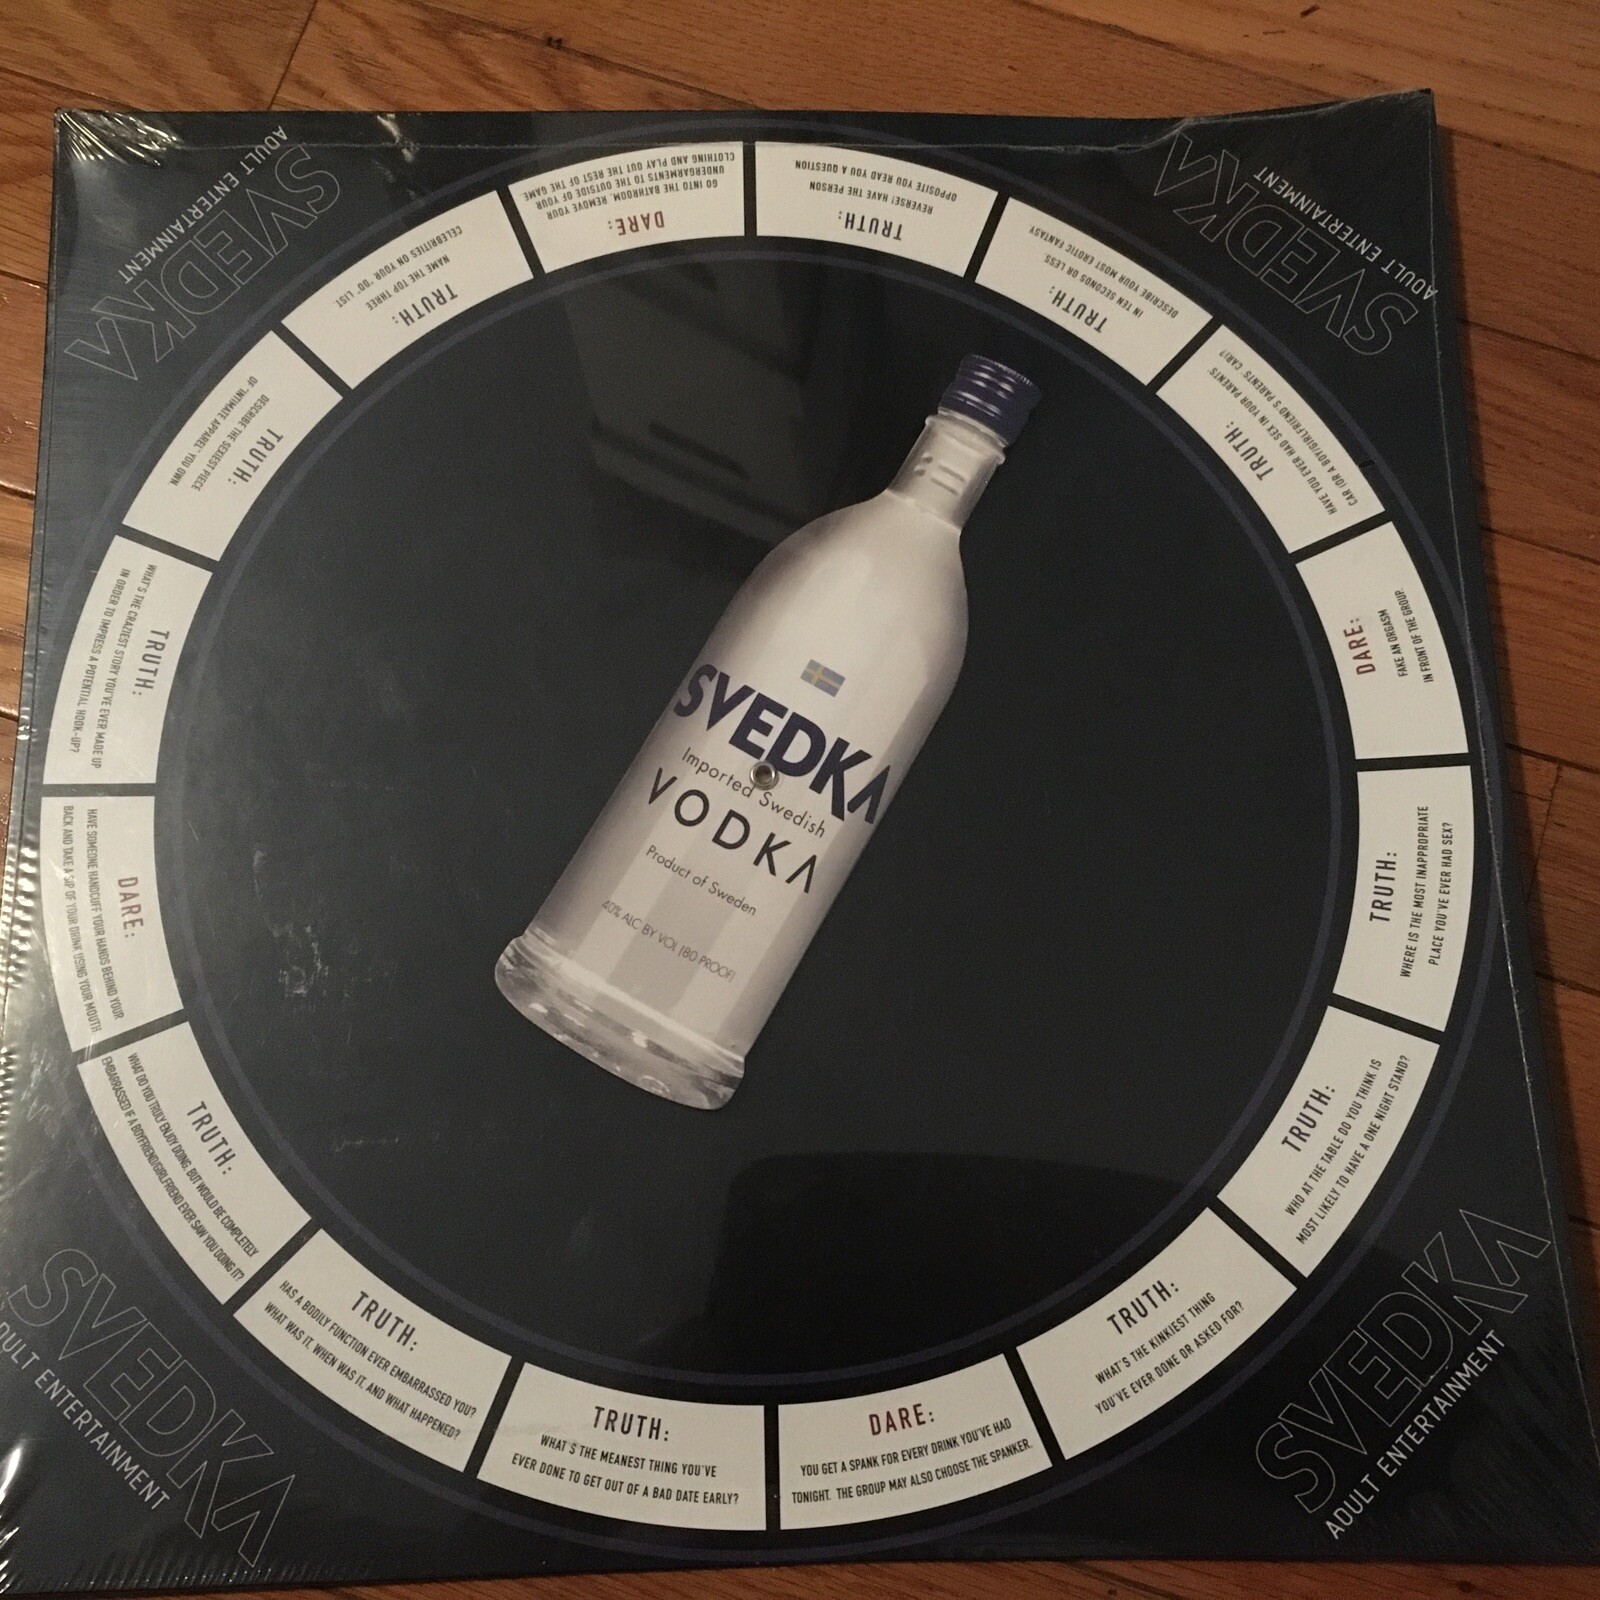 SVEDKA
ADULT ENTERTAINMENT
SVEDKA
ADULT ENTERTAINMENT
TRUTH:
REVERSE! HAVE THE PERSON
OPPOSITE YOU READ YOU A QUESTION
TRUTH:
IN TEN SECONDS OR LESS,
DESCRIBE YOUR MOST EROTIC FANTASY
TRUTH:
HAVE YOU EVER HAD SEX IN YOUR PARENTS'
CAR (OR A BOY/GIRLFRIEND'S PARENTS' CAR)?
DARE:
FAKE AN ORGASM
IN FRONT OF THE GROUP.
TRUTH:
WHERE IS THE MOST INAPPROPRIATE
PLACE YOU'VE EVER HAD SEX?
TRUTH:
WHO AT THE TABLE DO YOU THINK IS
MOST LIKELY TO HAVE A ONE NIGHT STAND?
TRUTH:
WHAT'S THE KINKIEST THING
YOU'VE EVER DONE OR ASKED FOR?
DARE:
YOU GET A SPANK FOR EVERY DRINK YOU'VE HAD
TONIGHT. THE GROUP MAY ALSO CHOOSE THE SPANKER.
TRUTH:
WHAT'S THE MEANEST THING YOU'VE
EVER DONE TO GET OUT OF A BAD DATE EARLY?
TRUTH:
HAS A BODILY FUNCTION EVER EMBARRASSED YOU?
WHAT WAS IT, WHEN WAS IT, AND WHAT HAPPENED?
TRUTH:
WHAT DO YOU TRULY ENJOY DOING, BUT WOULD BE COMPLETELY
EMBARRASSED IF A BOYFRIEND/GIRLFRIEND EVER SAW YOU DOING IT?
DARE:
HAVE SOMEONE HANDCUFF YOUR HANDS BEHIND YOUR
BACK AND TAKE A SIP OF YOUR DRINK USING YOUR MOUTH
TRUTH:
WHAT'S THE CRAZIEST STORY YOU'VE EVER MADE UP
IN ORDER TO IMPRESS A POTENTIAL HOOK-UP?
TRUTH:
DESCRIBE THE SEXIEST PIECE
OF "INTIMATE APPAREL" YOU OWN.
TRUTH:
NAME THE TOP THREE
CELEBRITIES ON YOUR "DO" LIST.
DARE:
GO INTO THE BATHROOM, REMOVE YOUR
UNDERGARMENTS TO THE OUTSIDE OF YOUR
CLOTHING AND PLAY OUT THE REST OF THE GAME
SVEDKA
Imported Swedish
VODKA
Product of Sweden
40% ALC BY VOL (80 PROOF)
SVEDKA
ADULT ENTERTAINMENT
SVEDKA
ADULT ENTERTAINMENT